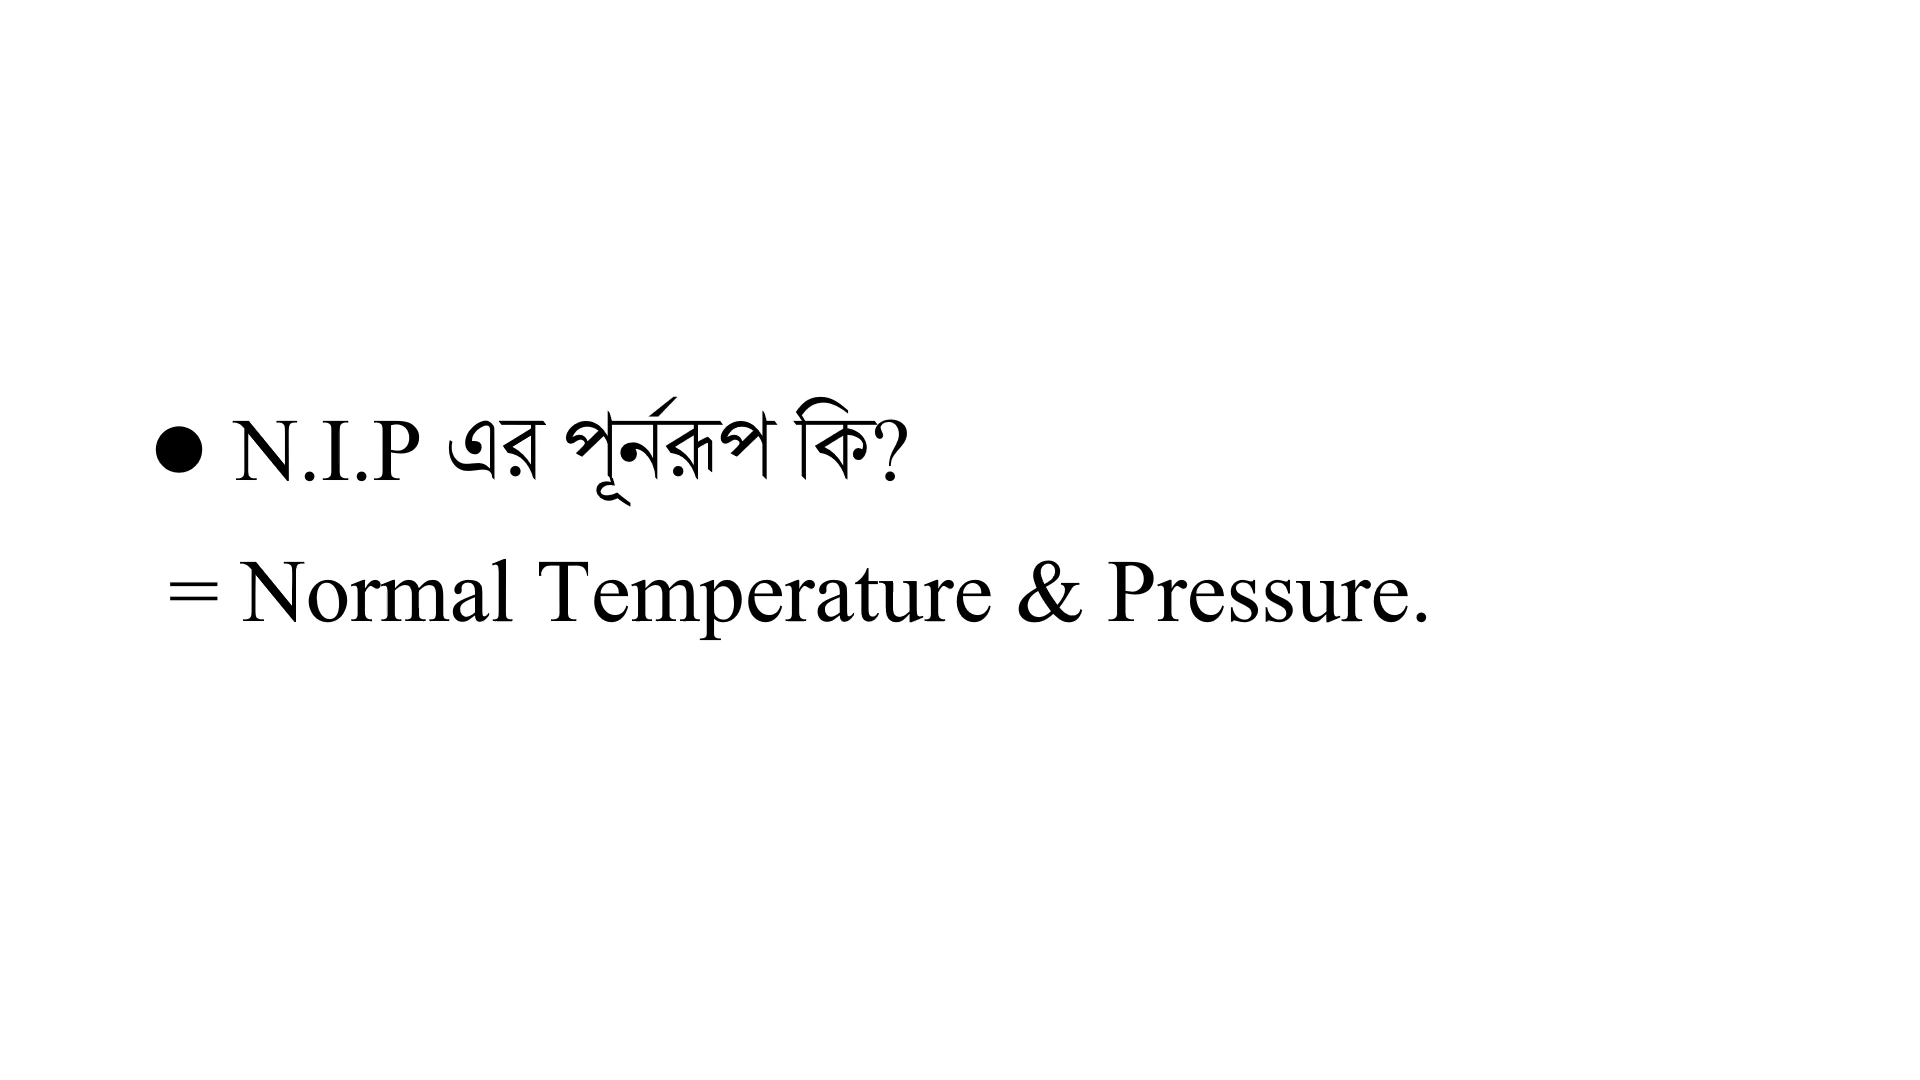 ● N.I.P এর পূর্নরূপ কি?
= Normal Temperature & Pressure.